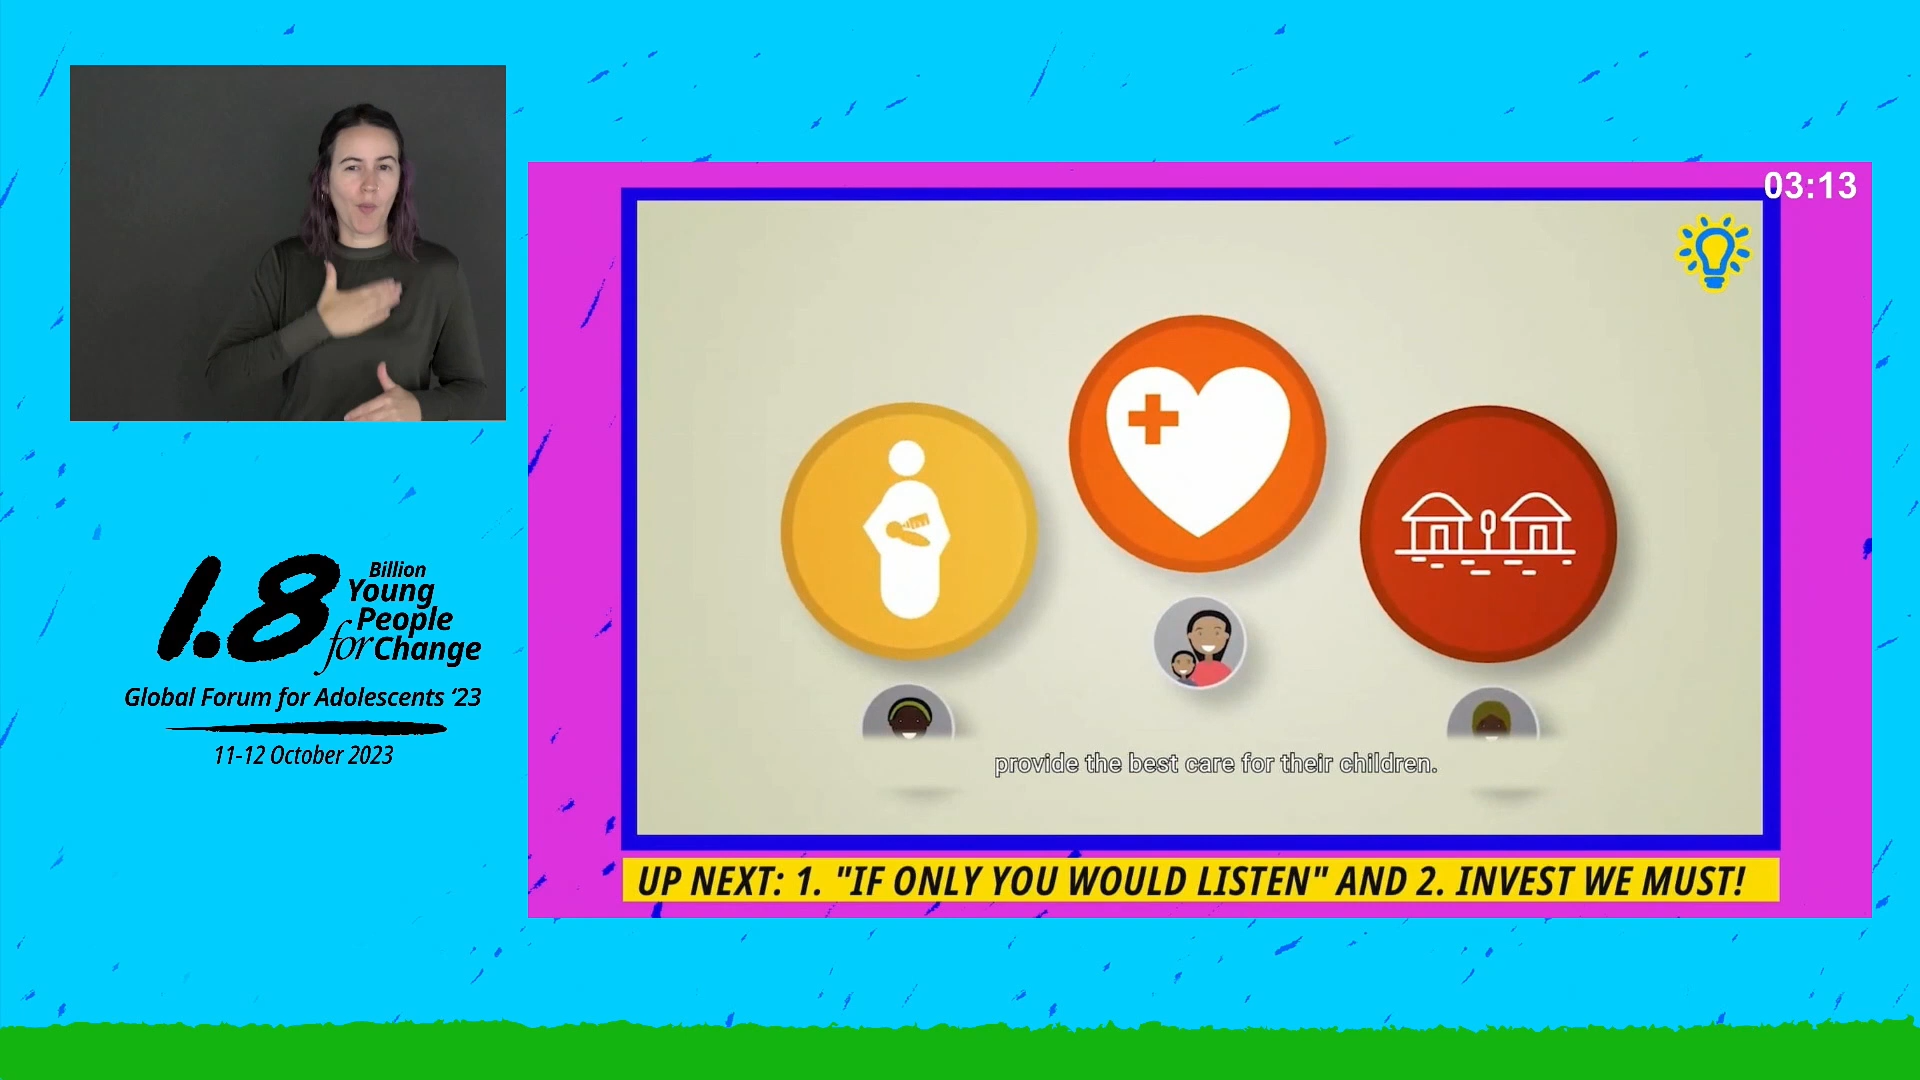 03:13
1.8
Billion
Young
People
for Change
Global Forum for Adolescents ‘23
11-12 October 2023
provide the best care for their children.
UP NEXT: 1. "IF ONLY YOU WOULD LISTEN" AND 2. INVEST WE MUST!